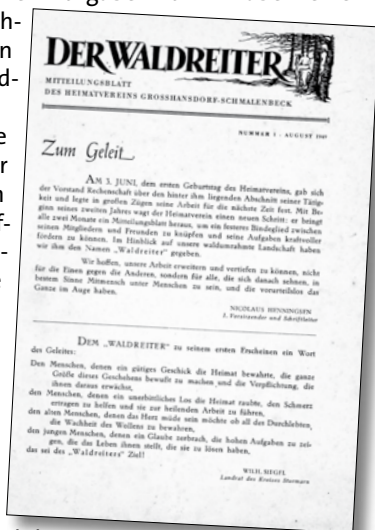 h-
n
d-
e
r
n
f-
-
e
DER WALDREITER
MITTEILUNGSBLATT
DES HEIMATVEREINS GROSSHANSDORF-SCHMALENBECK
NUMMER 1 · AUGUST 1949
Zum Geleit
AM 3. JUNI, dem ersten Geburtstag des Heimatvereins, gab sich
der Vorstand Rechenschaft über den hinter ihm liegenden Abschnitt seiner Tätig-
keit und legte in großen Zügen seine Arbeit für die nächste Zeit fest. Mit Be-
ginn seines zweiten Jahres wagt der Heimatverein einen neuen Schritt: er bringt
alle zwei Monate ein Mitteilungsblatt heraus, um ein festeres Bindeglied zwischen
seinen Mitgliedern und Freunden zu knüpfen und seine Aufgaben kraftvoller
fördern zu können. Im Hinblick auf unsere waldumrahmte Landschaft haben
wir ihm den Namen „Waldreiter" gegeben.
Wir hoffen, unsere Arbeit erweitern und vertiefen zu können, nicht
für die Einen gegen die Anderen, sondern für alle, die sich danach sehnen, in
bestem Sinne Mitmensch unter Menschen zu sein, und die vorurteilslos das
Ganze im Auge haben.
NICOLAUS HENNINGSEN
1. Vorsitzender und Schriftleiter
DEM „WALDREITER" zu seinem ersten Erscheinen ein Wort
des Geleites:
Den Menschen, denen ein gütiges Geschick die Heimat bewahrte, die ganze
Größe dieses Geschehens bewußt zu machen und die Verpflichtung, die
ihnen daraus erwächst,
den Menschen, denen ein unerbittliches Los die Heimat raubte, den Schmerz
ertragen zu helfen und sie zur heilenden Arbeit zu führen,
den alten Menschen, denen das Herz müde sein möchte ob all des Durchlebten,
die Wachheit des Wollens zu bewahren,
den jungen Menschen, denen ein Glaube zerbrach, die hohen Aufgaben zu zei-
gen, die das Leben ihnen stellt, die sie zu lösen haben,
das sei des „Waldreiters" Ziel!
WILH. SIEGEL
Landrat des Kreises Stormarn